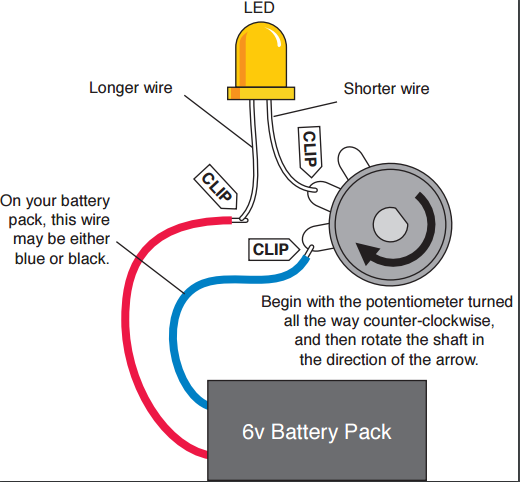 LED
Longer wire
Shorter wire
CLIP
CLIP
On your battery
pack, this wire
may be either
blue or black.
CLIP
Begin with the potentiometer turned
all the way counter-clockwise,
and then rotate the shaft in
the direction of the arrow.
6v Battery Pack